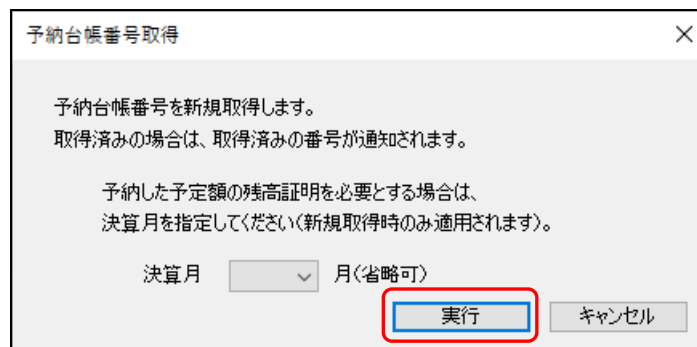 予納台帳番号取得
予納台帳番号を新規取得します。
取得済みの場合は、取得済みの番号が通知されます。
予納した予定額の残高証明を必要とする場合は、
決算月を指定してください(新規取得時のみ適用されます)。
決算月 月(省略可)
実行 キャンセル